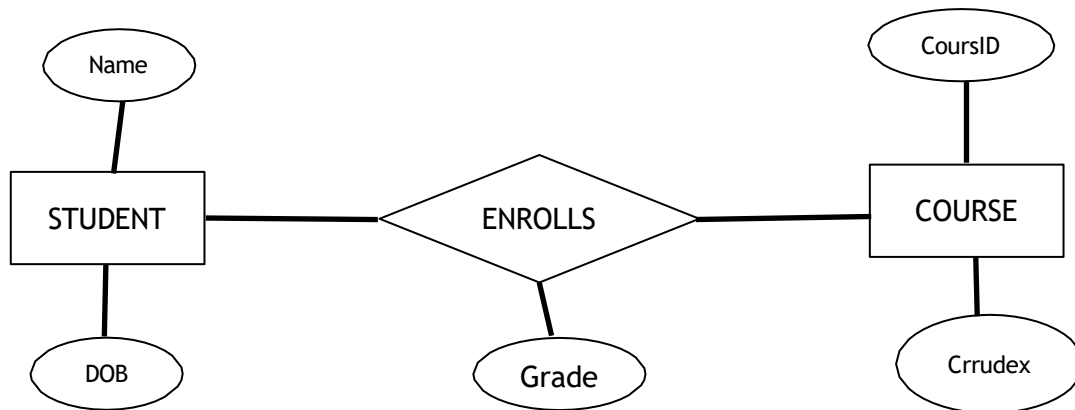 CoursID
Name
STUDENT
ENROLLS
COURSE
DOB
Grade
Crrudex